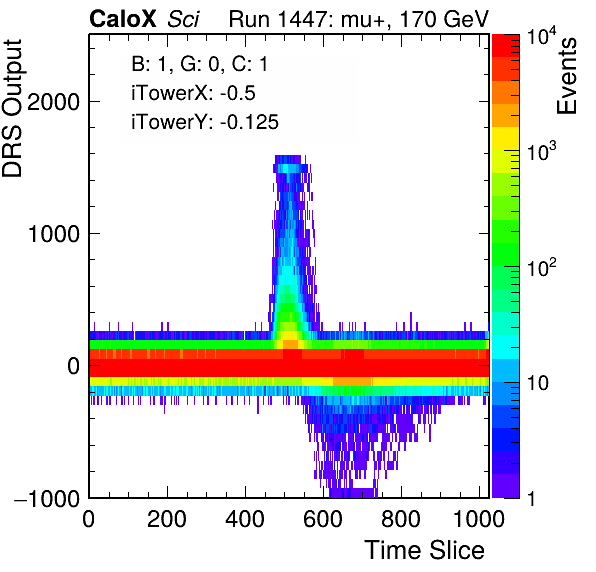 CaloX Sci Run 1447: mu+, 170 GeV
B: 1, G: 0, C: 1
iTowerX: -0.5
iTowerY: -0.125
DRS Output
2000
1000
0
−1000
0 200 400 600 800 1000
Time Slice
Events
10^4
10^3
10^2
10
1